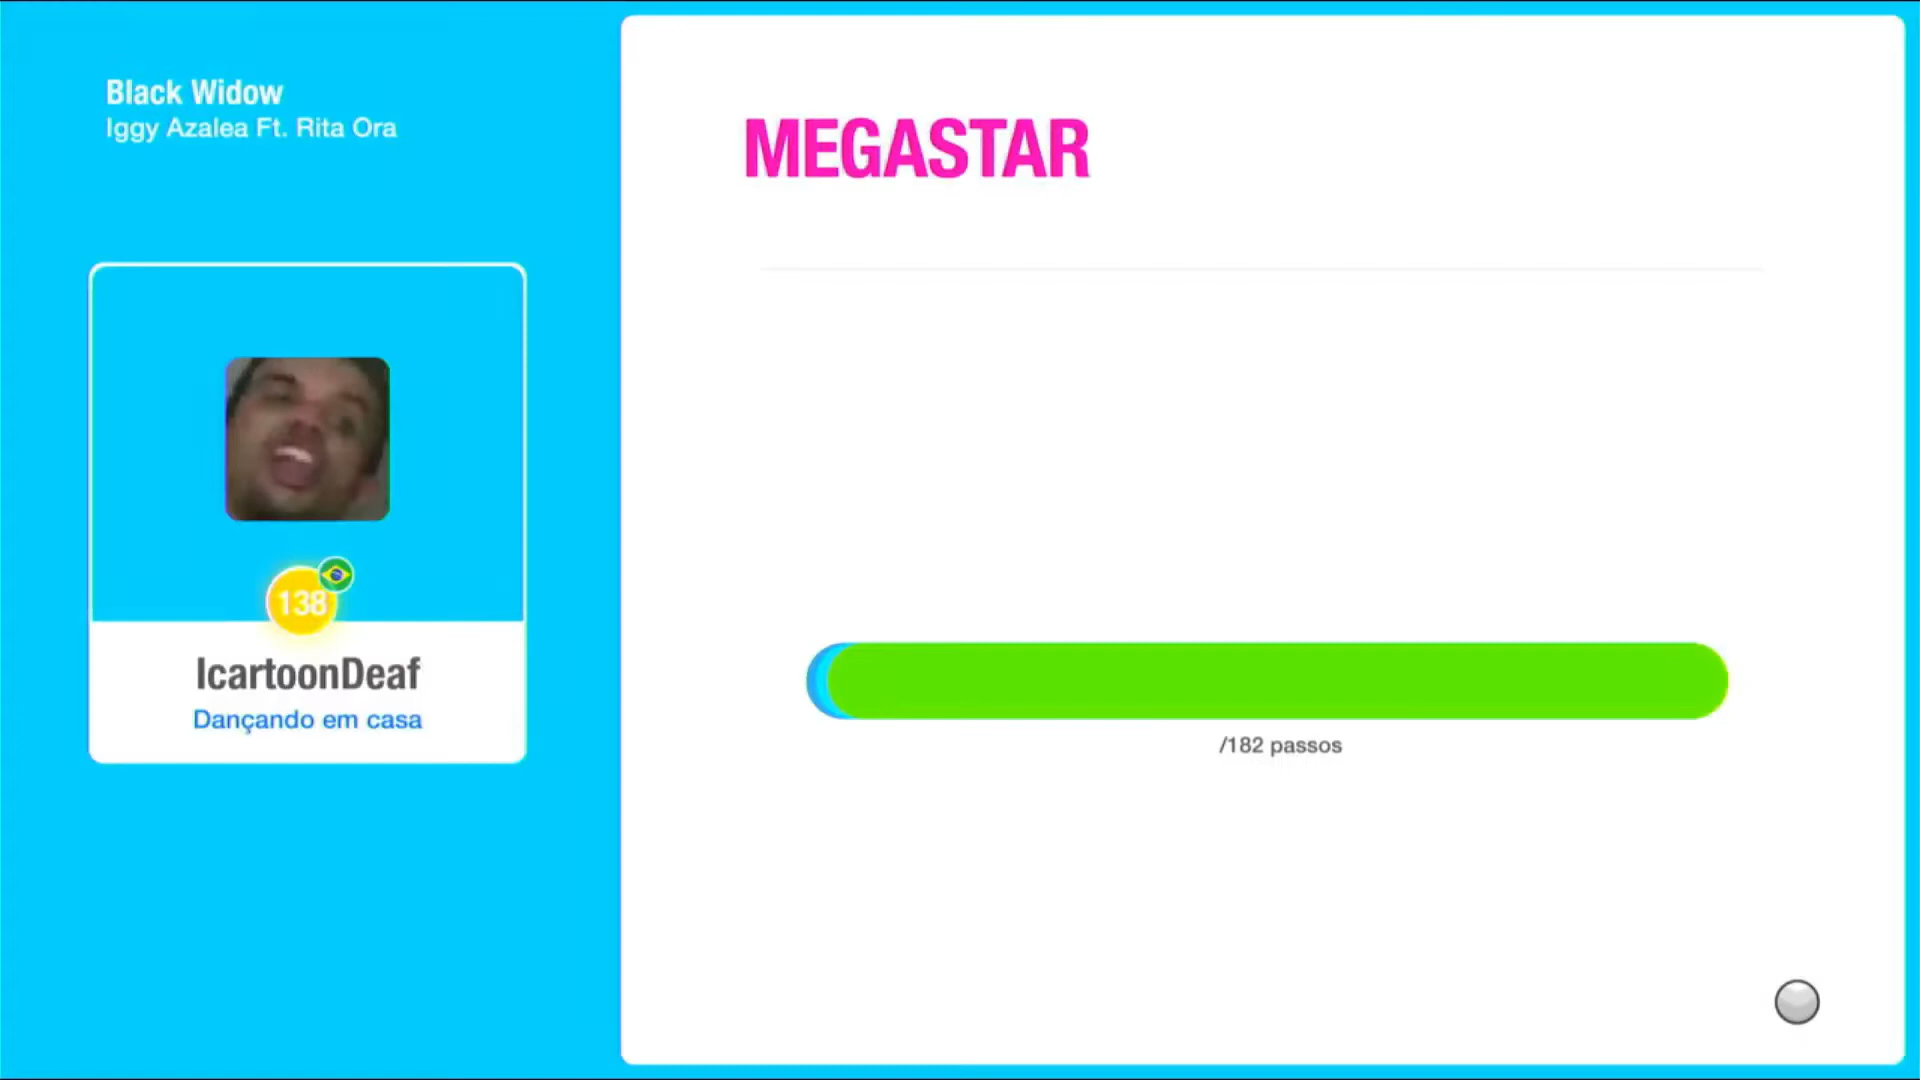 Black Widow
Iggy Azalea Ft. Rita Ora
MEGASTAR
138
IcartoonDeaf
Dançando em casa
/182 passos